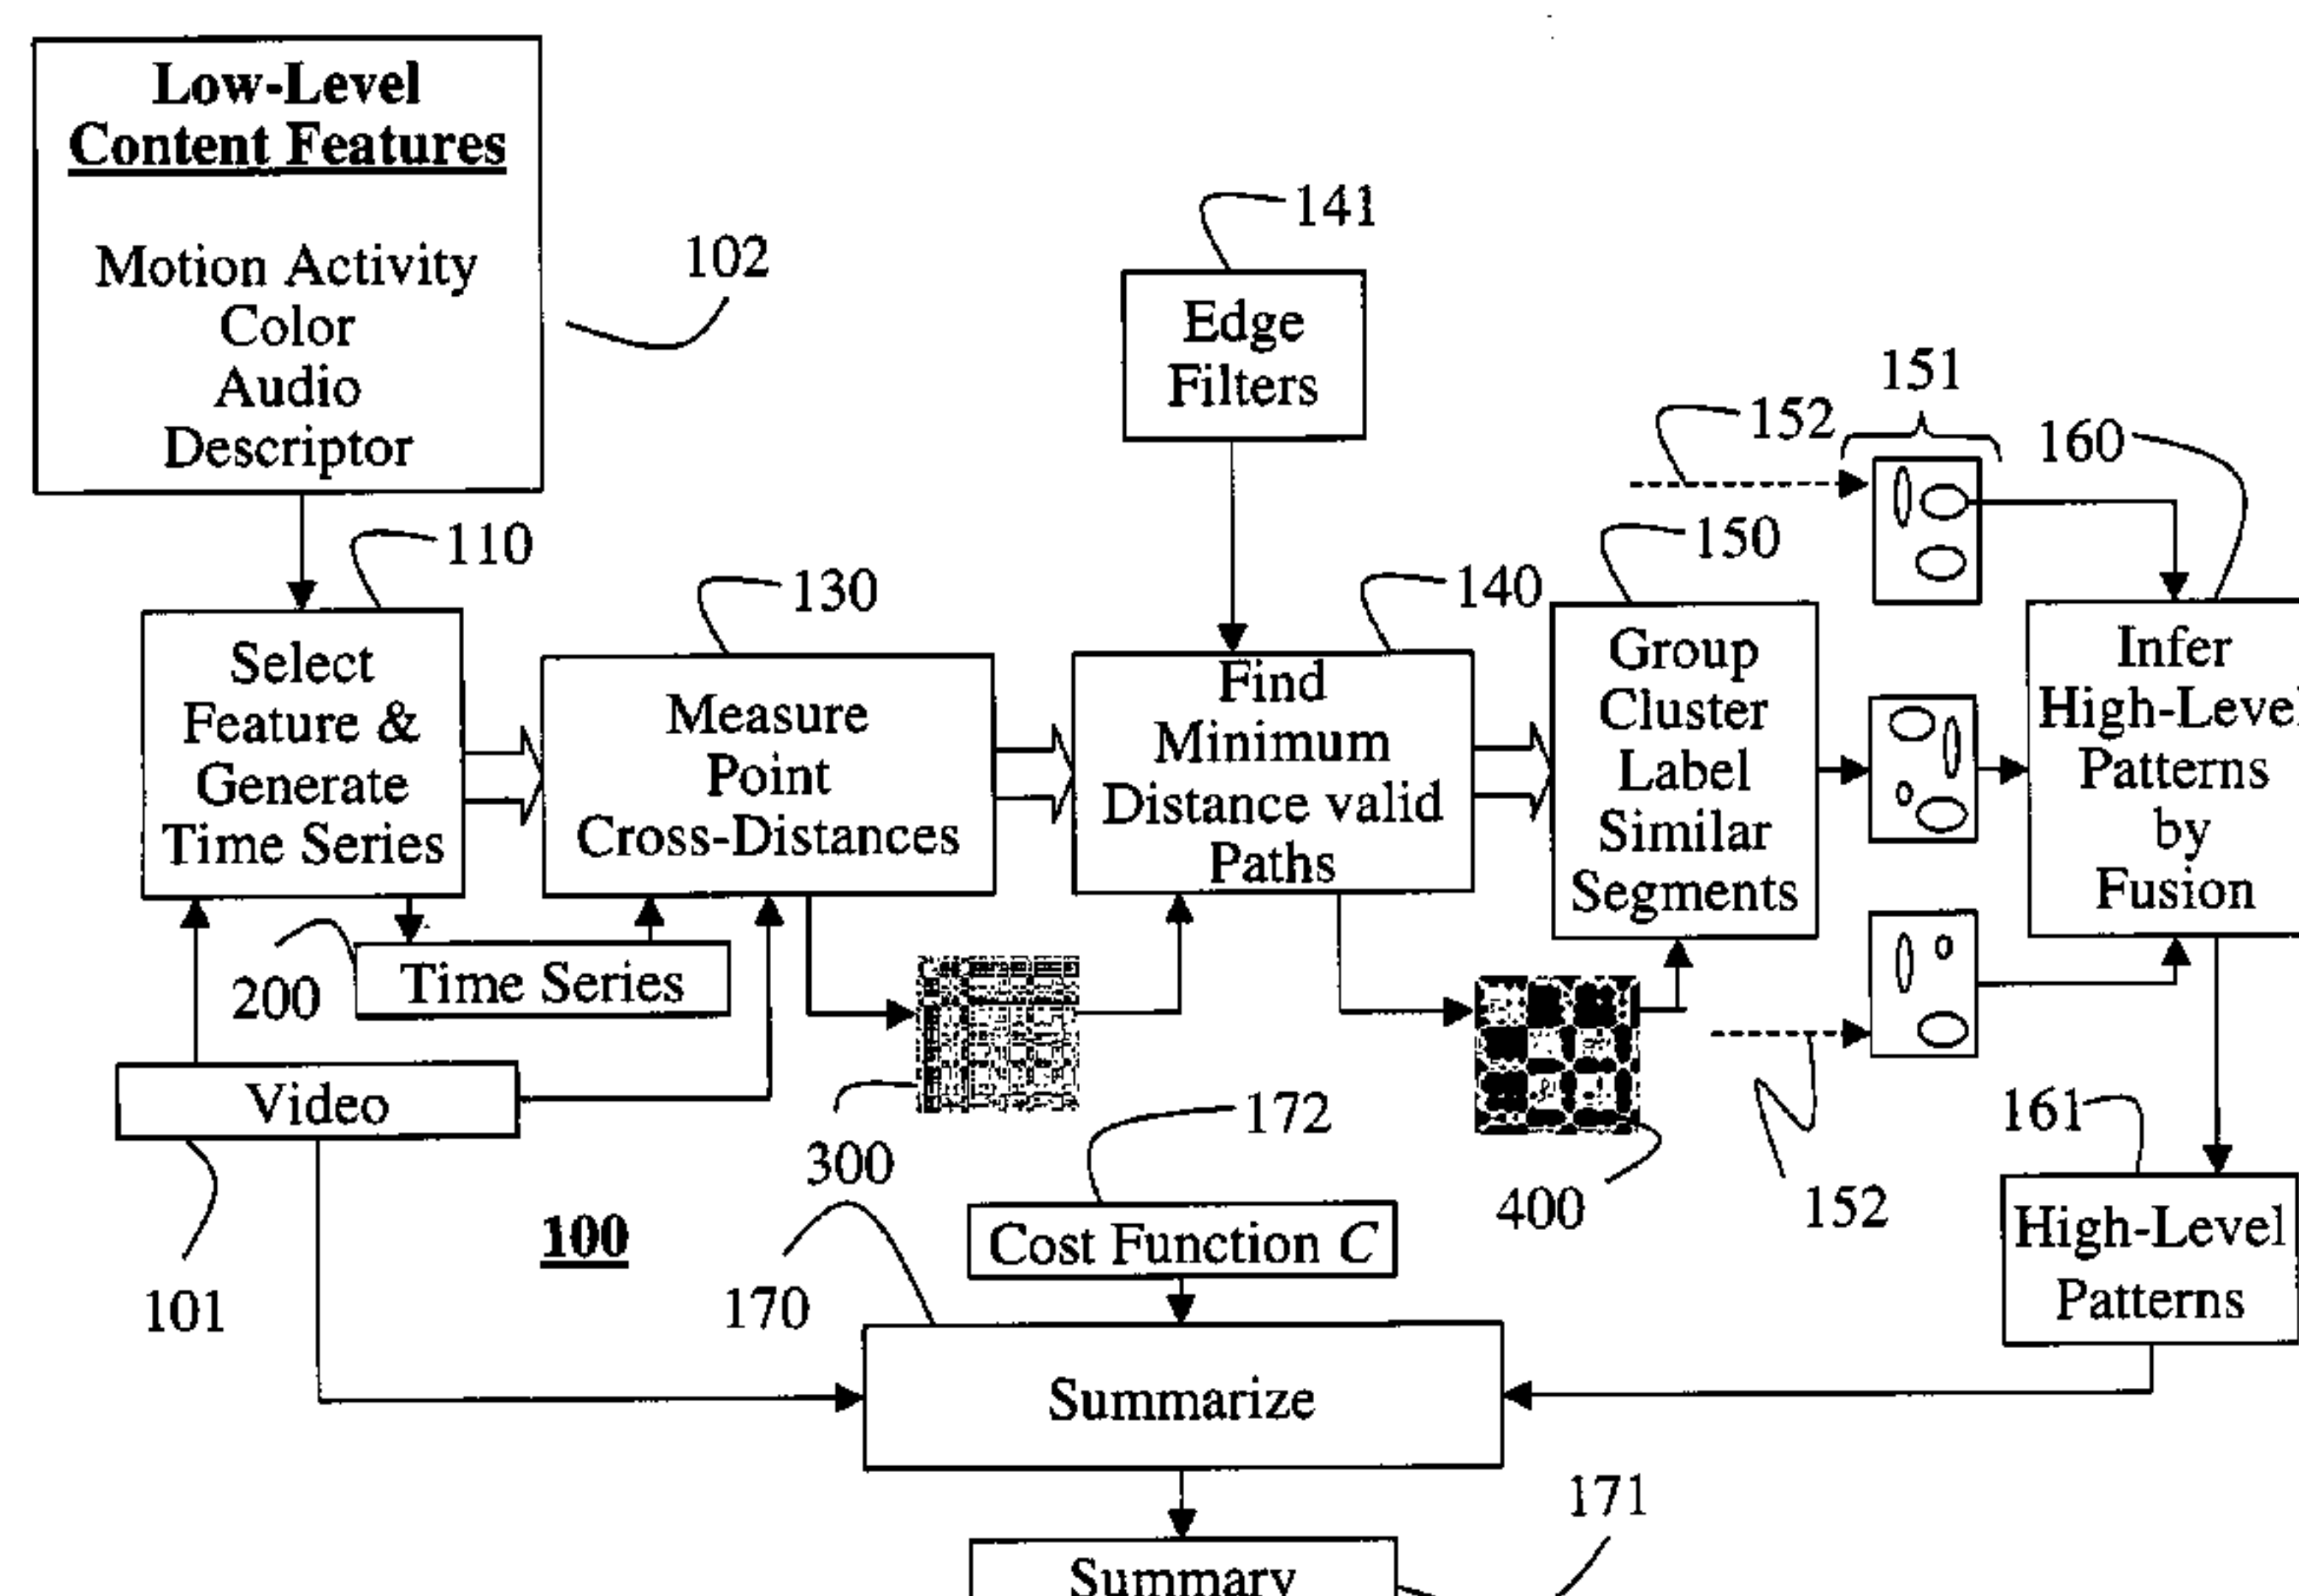 Low-Level
Content Features
Motion Activity
Color
Audio
Descriptor
102
141
Edge
Filters
151
152
160
110
130
140
150
Select
Feature &
Generate
Time Series
Measure
Point
Cross-Distances
Find
Minimum
Distance valid
Paths
Group
Cluster
Label
Similar
Segments
Infer
High-Level
Patterns
by
Fusion
200
Time Series
Video
300
172
400
152
161
101
100
170
Cost Function C
High-Level
Patterns
Summarize
171
Summary